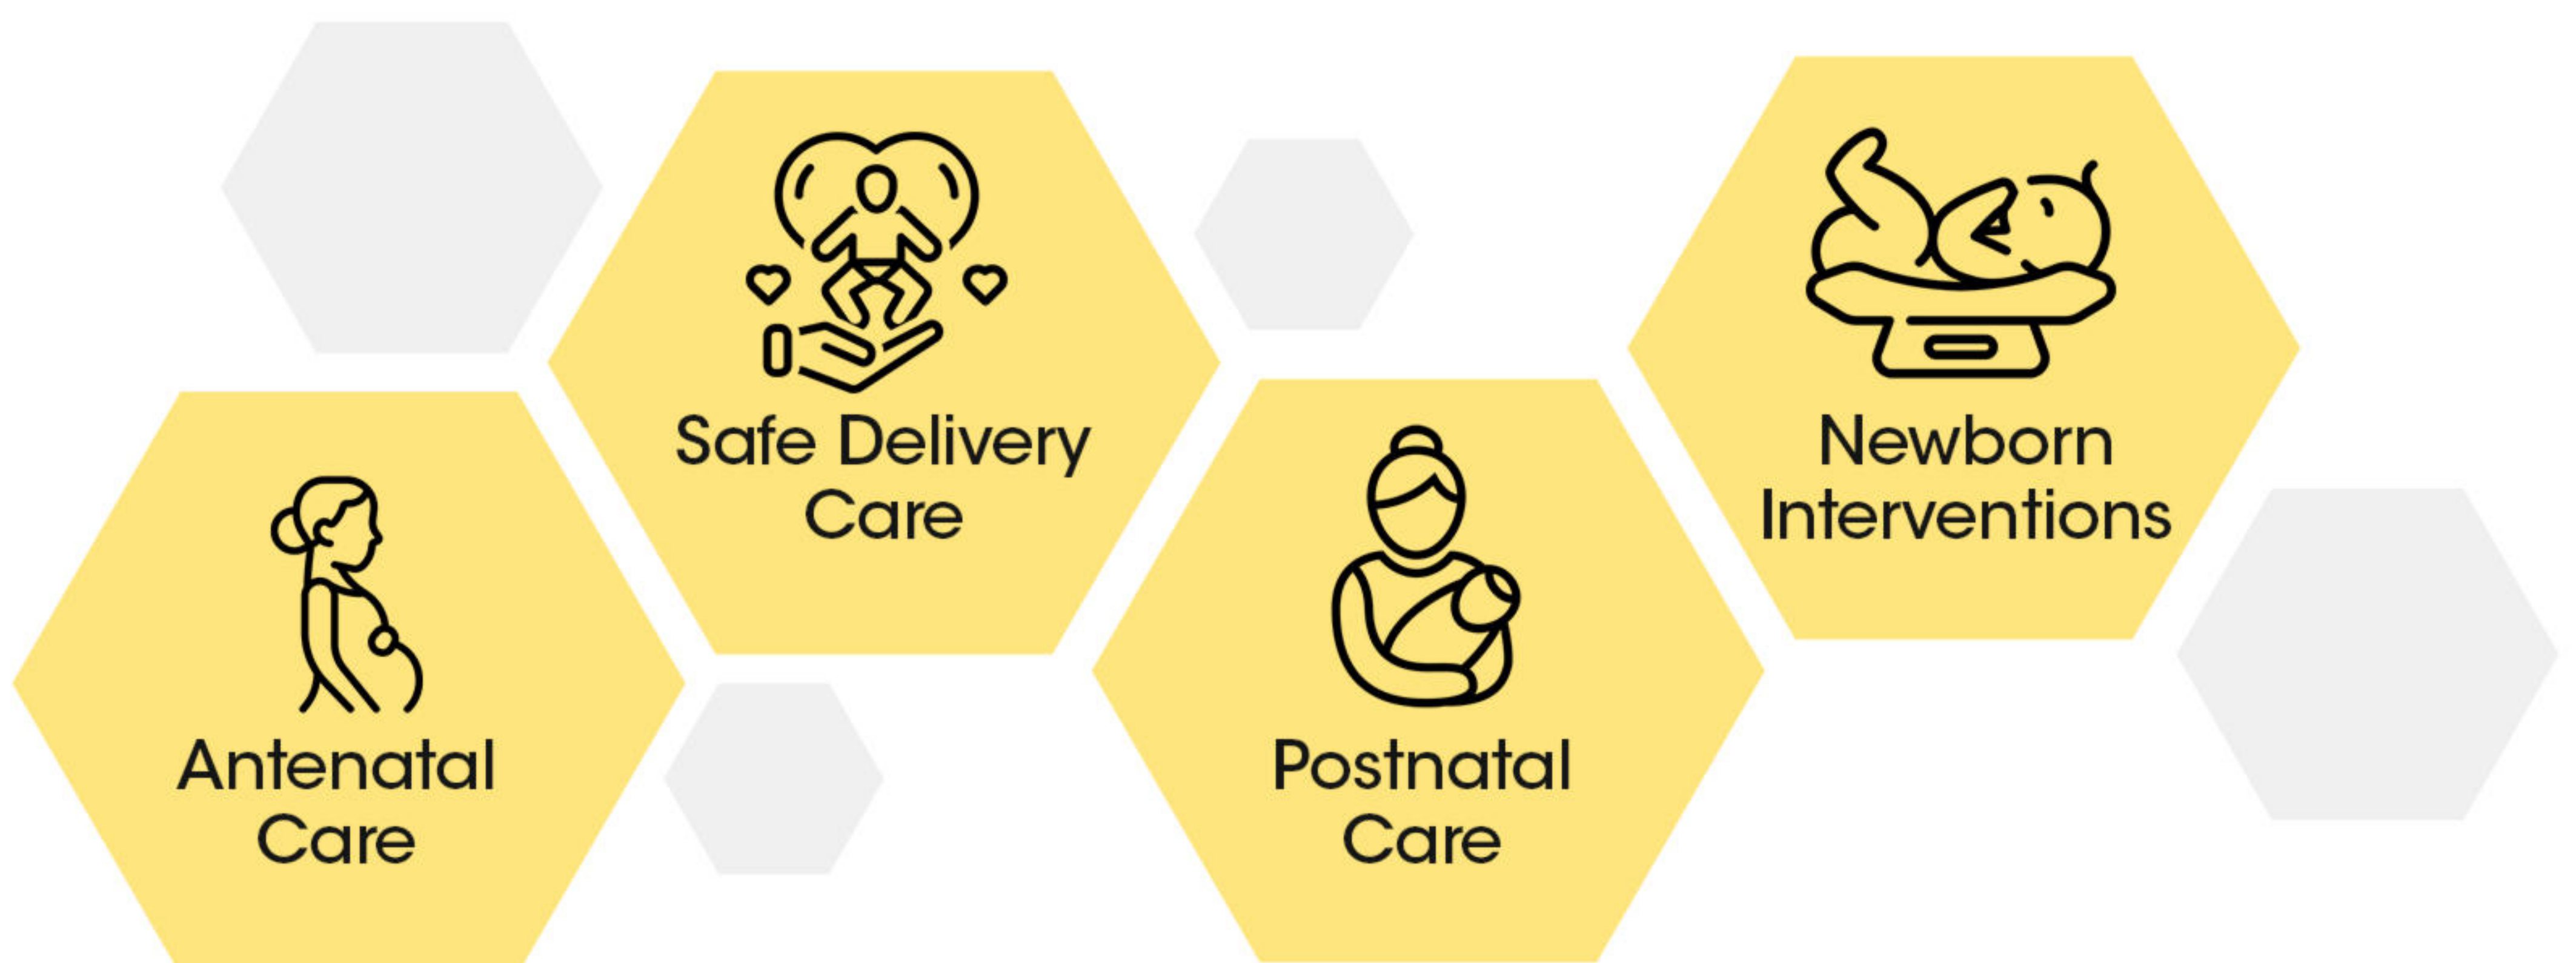 Antenatal
Care
Safe Delivery
Care
Postnatal
Care
Newborn
Interventions